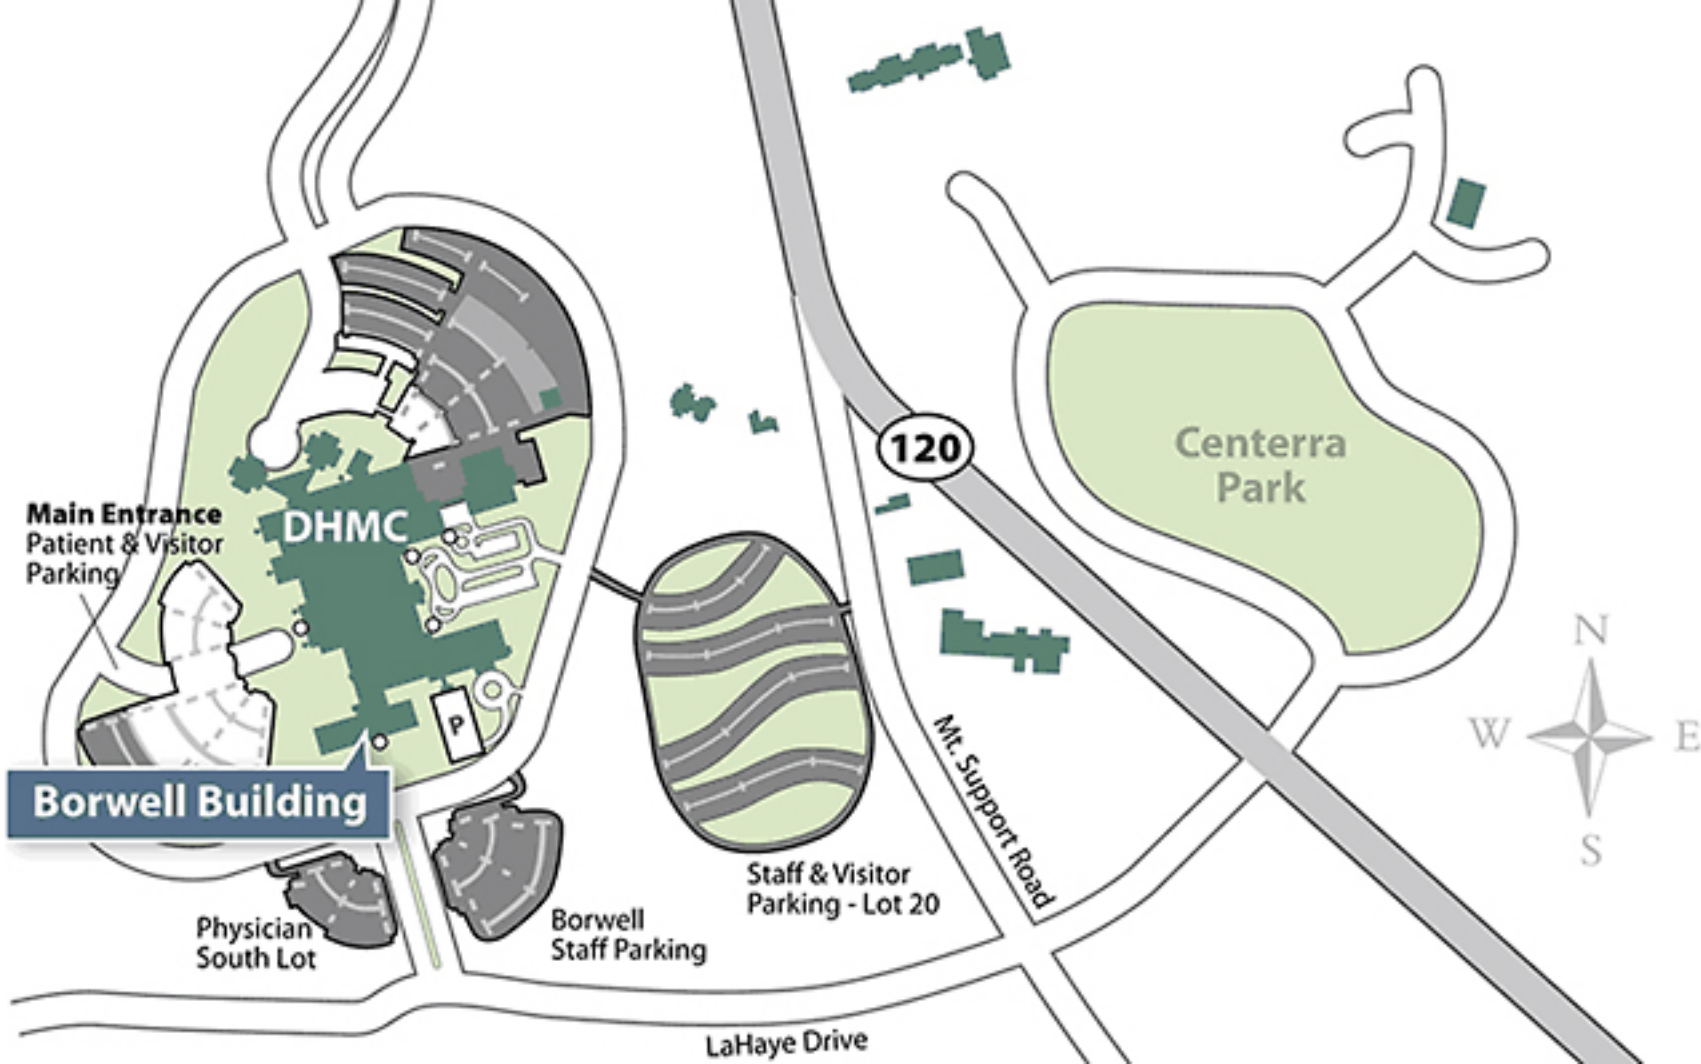 120
Centerra
Park
Main Entrance
Patient & Visitor
Parking
DHMC
N
W
E
S
P
Mt. Support Road
Borwell Building
Staff & Visitor
Parking - Lot 20
Physician
South Lot
Borwell
Staff Parking
LaHaye Drive